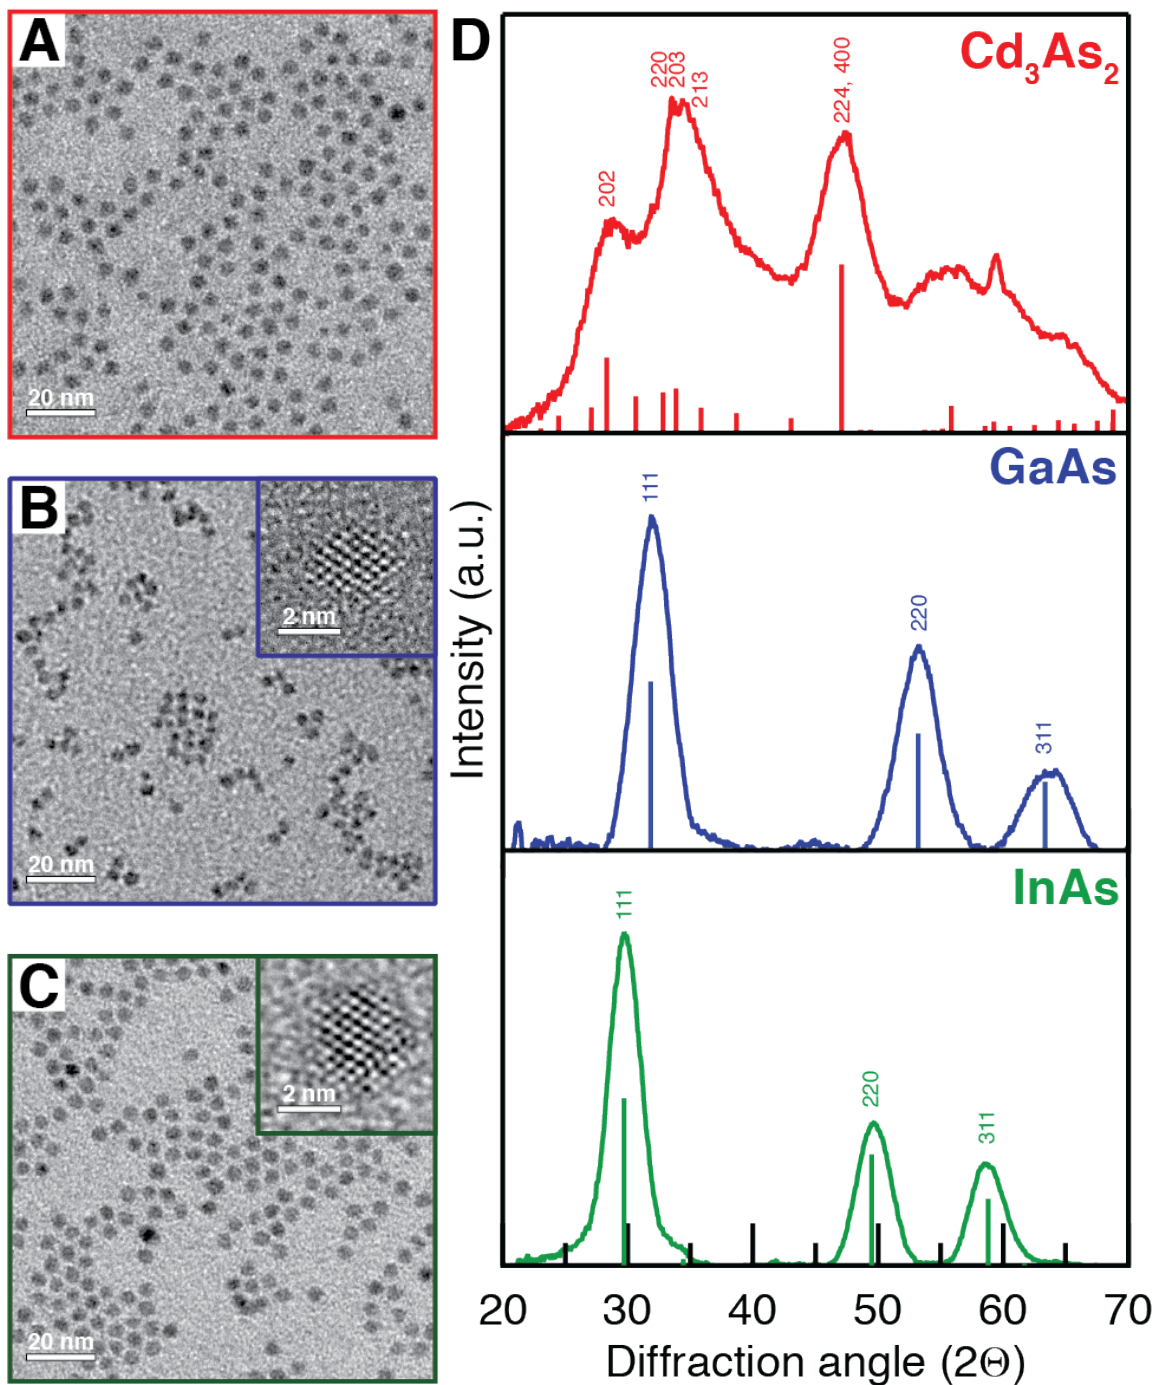 A
20 nm
B
2 nm
20 nm
C
2 nm
20 nm
D
Cd₃As₂
202
220
203
213
224, 400
GaAs
111
220
311
InAs
111
220
311
Intensity (a.u.)
20 30 40 50 60 70
Diffraction angle (2Θ)